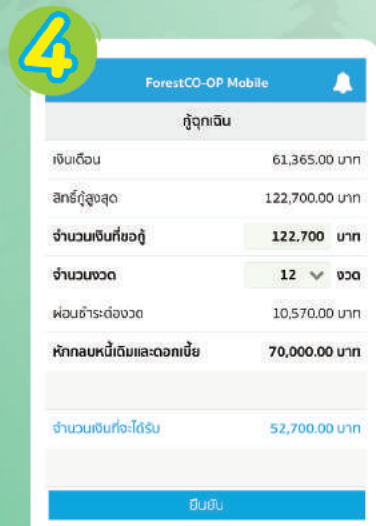 4
ForestCO-OP Mobile
กู้ฉุกเฉิน
เงินเดือน 61,365.00 บาท
สิทธิ์กู้สูงสุด 122,700.00 บาท
จำนวนเงินที่ขอกู้ 122,700 บาท
จำนวนงวด 12 งวด
ผ่อนชำระต่องวด 10,570.00 บาท
หักกลบหนี้เดิมและดอกเบี้ย 70,000.00 บาท
จำนวนเงินที่จะได้รับ 52,700.00 บาท
ยืนยัน